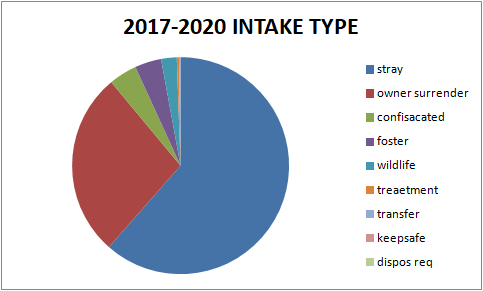 2017-2020 INTAKE TYPE
stray
owner surrender
confisacated
foster
wildlife
treaetment
transfer
keepsafe
dispos req